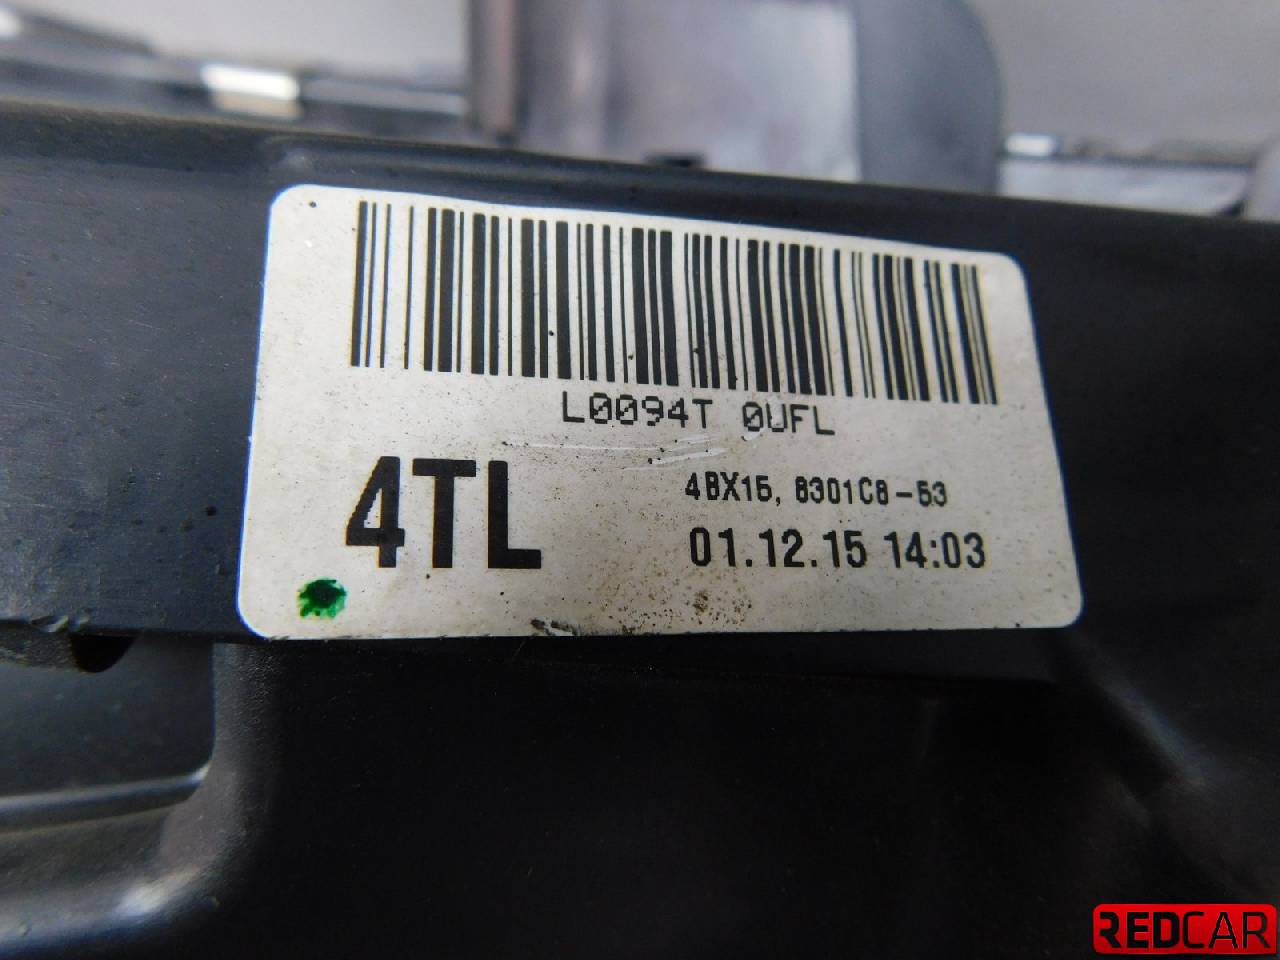 L0094T 0UFL
4TL
4BX15, 8301C8-53
01.12.15 14:03
REDCAR